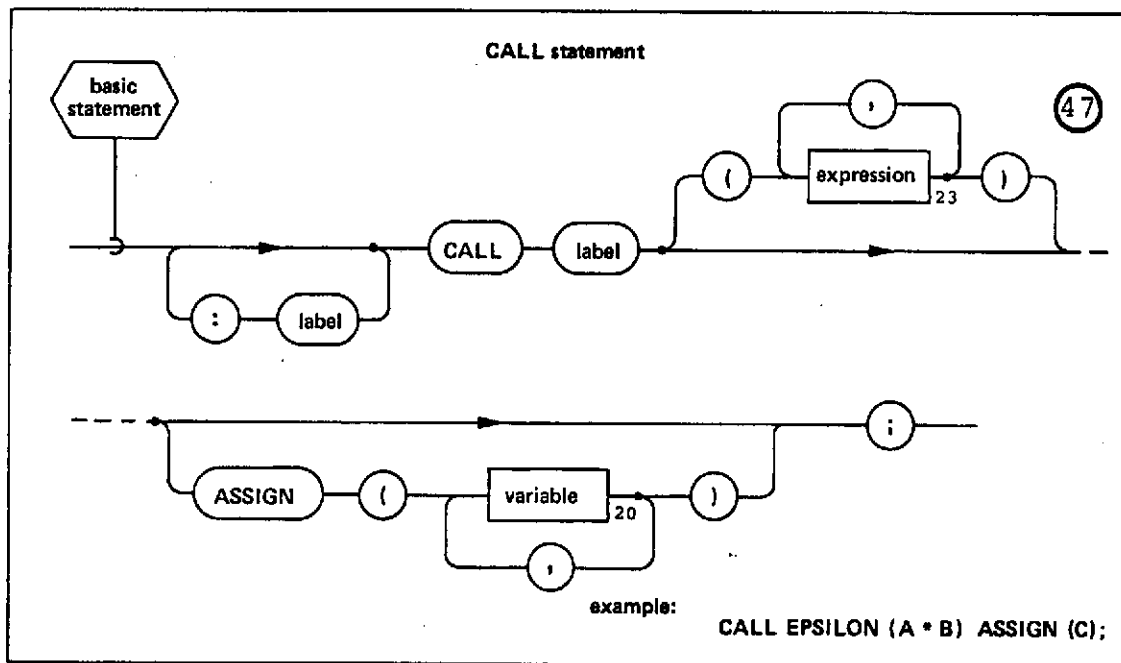 CALL statement
basic
statement
47
,
( expression 23 )
CALL label
: label
;
ASSIGN ( variable 20 )
,
example:
CALL EPSILON (A * B) ASSIGN (C);